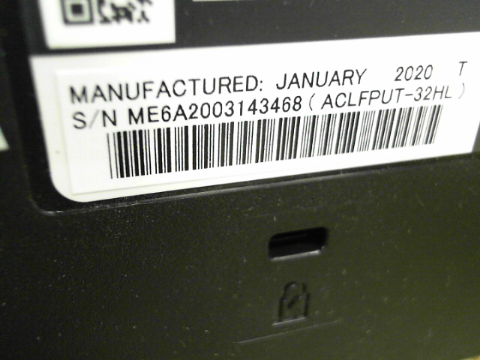 MANUFACTURED: JANUARY 2020 T
S/N ME6A2003143468 ( ACLFPUT-32HL )